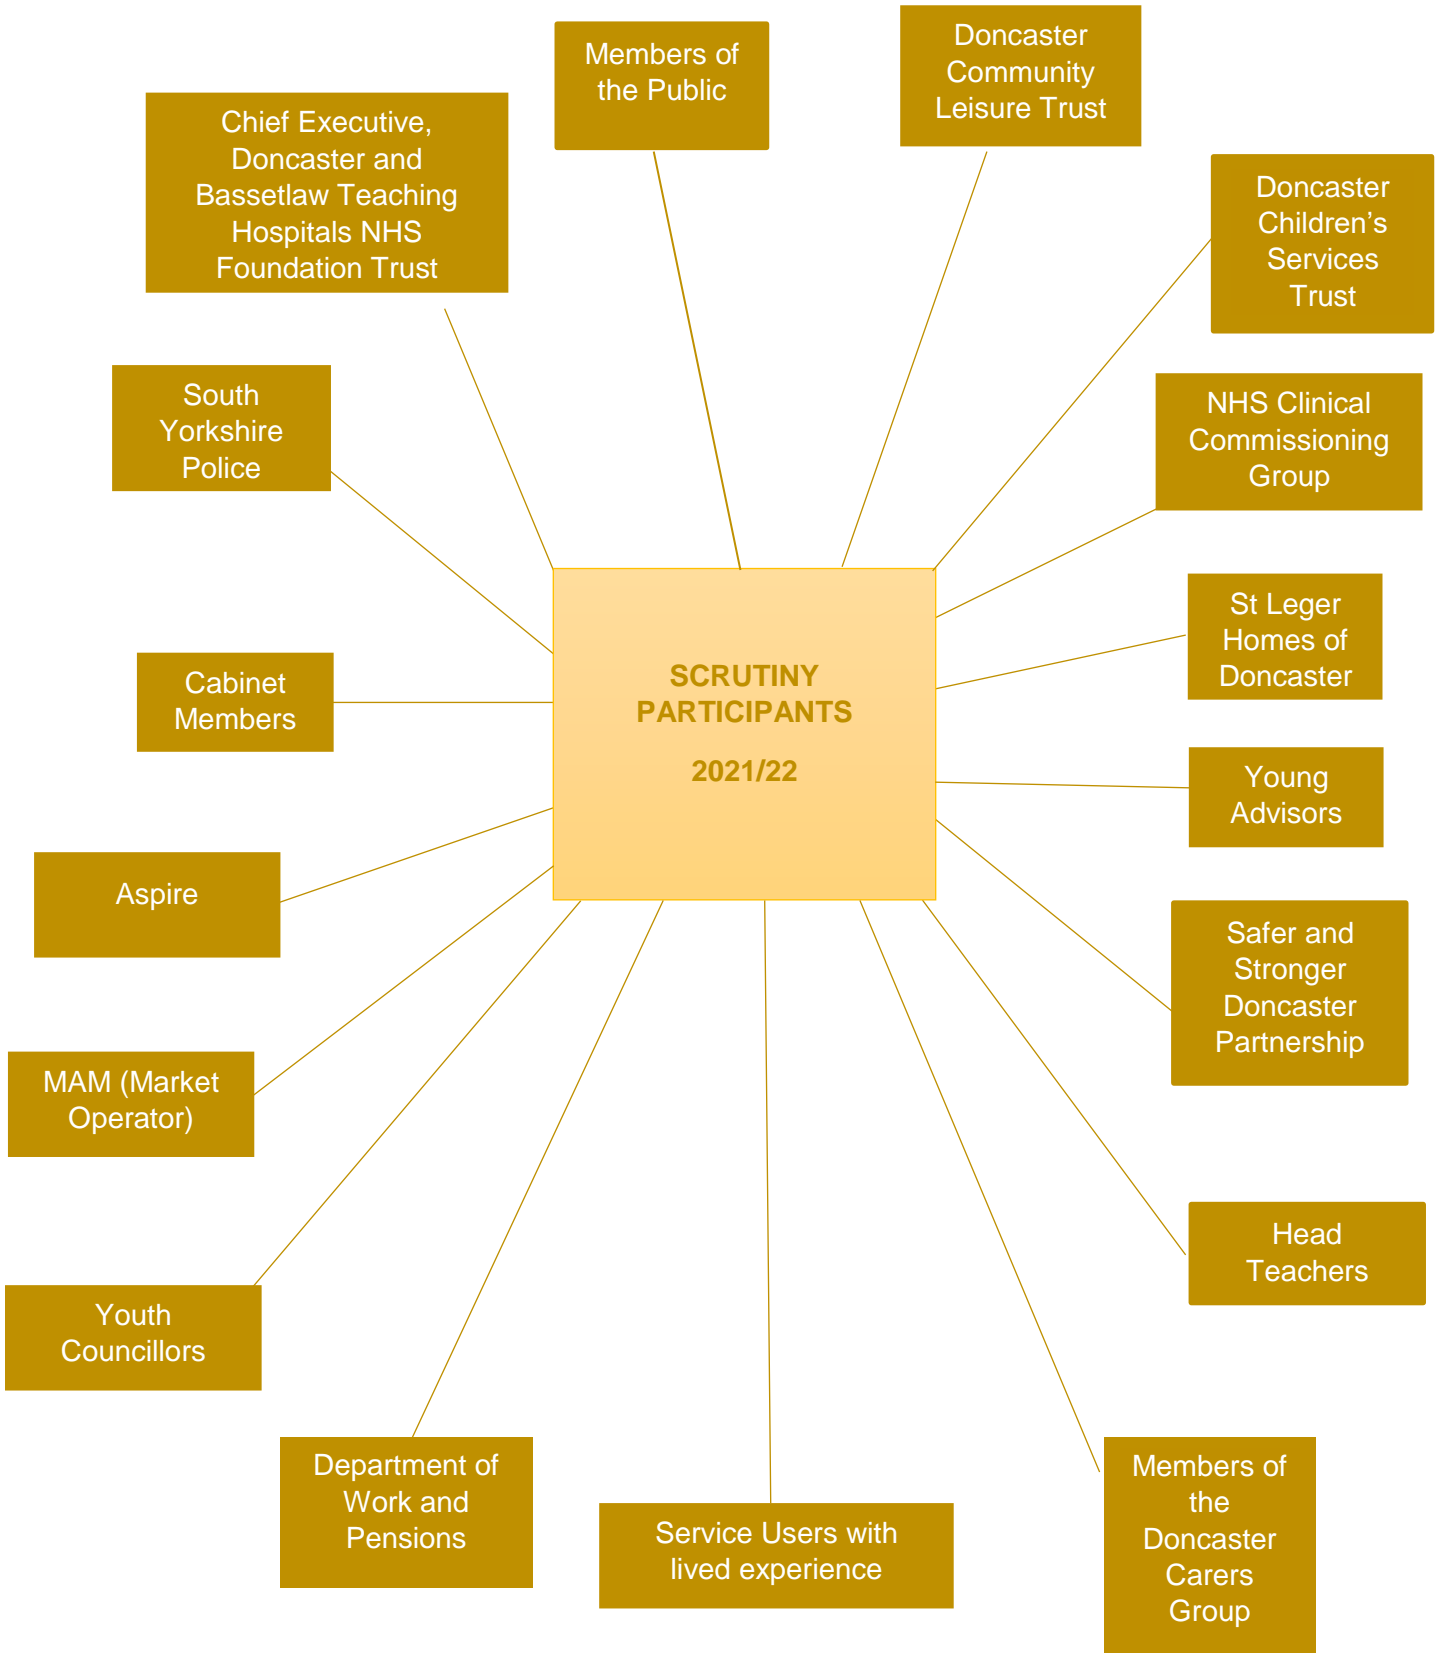 Members of
the Public
Doncaster
Community
Leisure Trust
Chief Executive,
Doncaster and
Bassetlaw Teaching
Hospitals NHS
Foundation Trust
Doncaster
Children’s
Services
Trust
South
Yorkshire
Police
NHS Clinical
Commissioning
Group
St Leger
Homes of
Doncaster
Cabinet
Members
SCRUTINY
PARTICIPANTS
2021/22
Young
Advisors
Aspire
Safer and
Stronger
Doncaster
Partnership
MAM (Market
Operator)
Head
Teachers
Youth
Councillors
Department of
Work and
Pensions
Service Users with
lived experience
Members of
the
Doncaster
Carers
Group